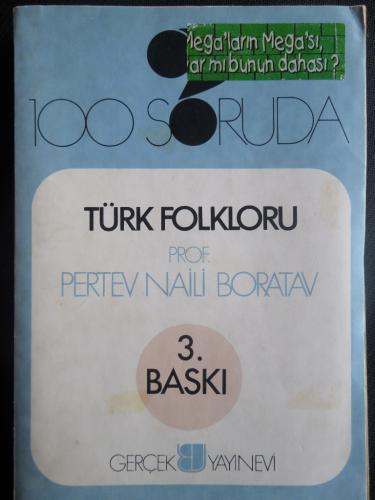 Mega'ların Mega'sı,
var mı bunun dahası?
100 SORUDA
TÜRK FOLKLORU
PROF.
PERTEV NAİLİ BORATAV
3.
BASKI
GERÇEK YAYINEVİ